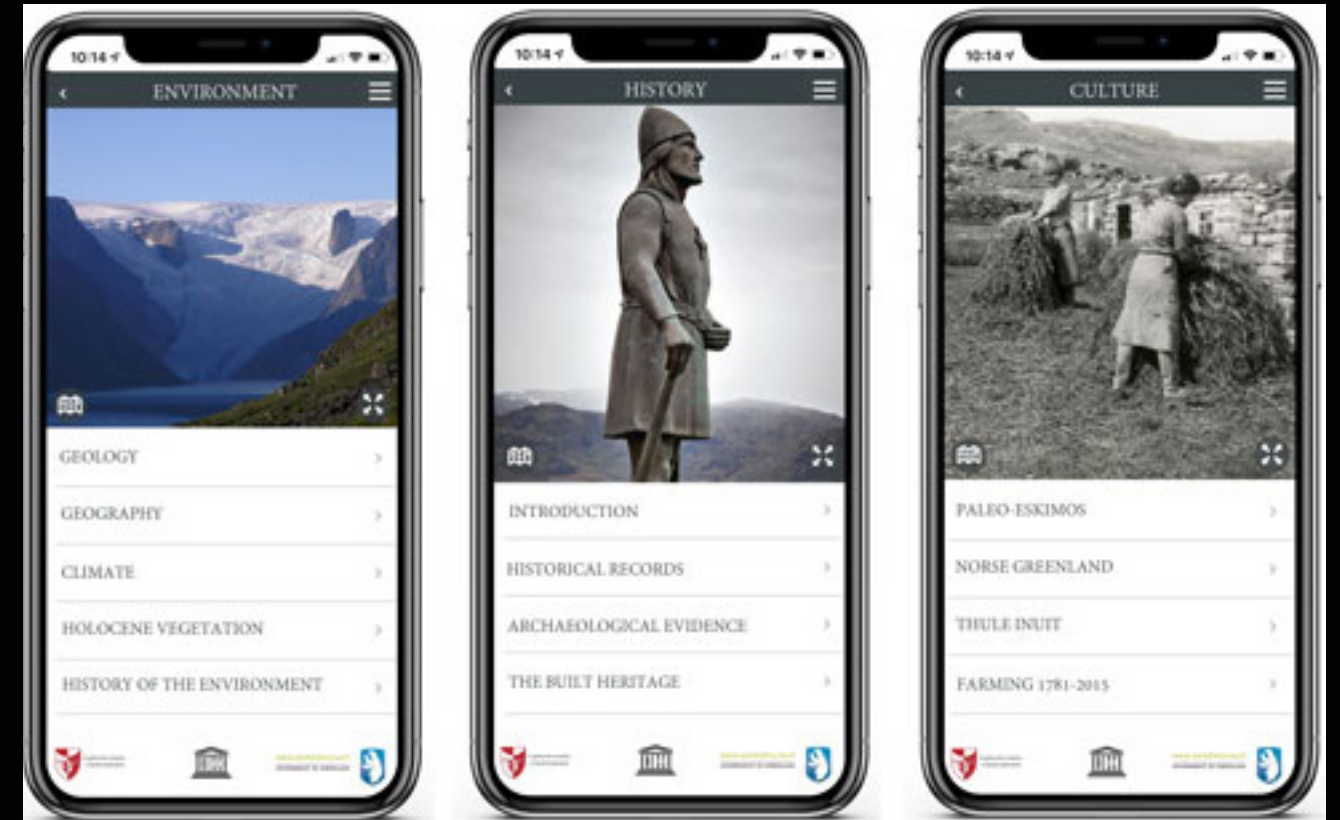 10:14
ENVIRONMENT
GEOLOGY
GEOGRAPHY
CLIMATE
HOLOCENE VEGETATION
HISTORY OF THE ENVIRONMENT
10:14
HISTORY
INTRODUCTION
HISTORICAL RECORDS
ARCHAEOLOGICAL EVIDENCE
THE BUILT HERITAGE
10:14
CULTURE
PALEO-ESKIMOS
NORSE GREENLAND
THULE INUIT
FARMING 1781-2015